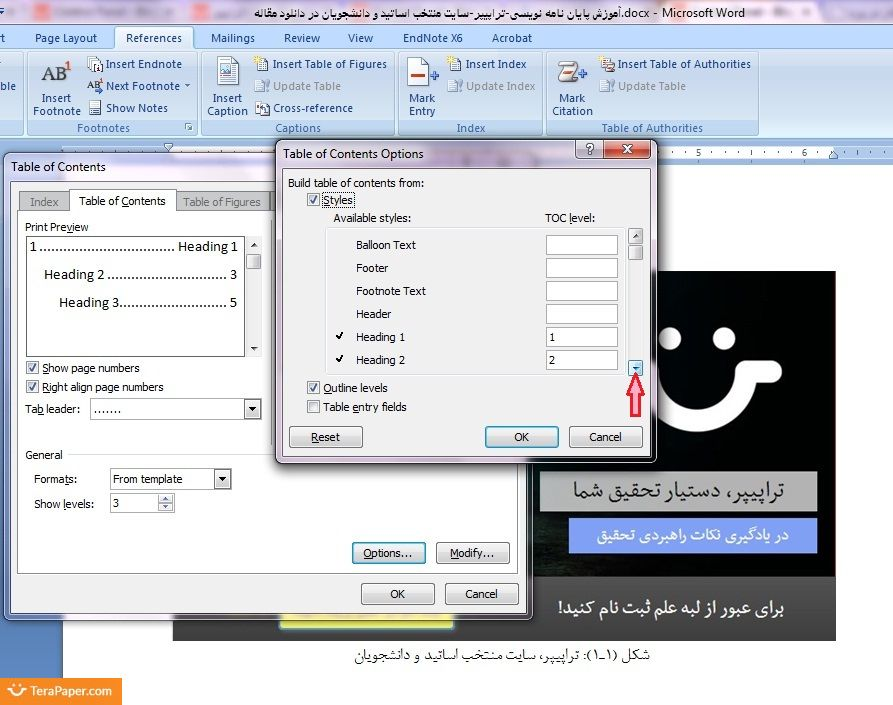 آموزش پایان نامه نویسی-تراپیپر-سایت منتخب اساتید و دانشجویان در دانلود مقاله.docx - Microsoft Word
Page Layout References Mailings Review View EndNote X6 Acrobat
Insert Endnote
Next Footnote
Show Notes
Insert Footnote
Footnotes
Insert Caption
Insert Table of Figures
Update Table
Cross-reference
Captions
Mark Entry
Insert Index
Update Index
Index
Mark Citation
Insert Table of Authorities
Update Table
Table of Authorities
5 6
Table of Contents
Index Table of Contents Table of Figures
Print Preview
1 ................................ Heading 1
Heading 2 ............................ 3
Heading 3......................... 5
Show page numbers
Right align page numbers
Tab leader: .......
General
Formats: From template
Show levels: 3
Options... Modify...
OK Cancel
Table of Contents Options
Build table of contents from:
Styles
Available styles: TOC level:
Balloon Text
Footer
Footnote Text
Header
Heading 1 1
Heading 2 2
Outline levels
Table entry fields
Reset OK Cancel
تراپیپر، دستیار تحقیق شما
در یادگیری نکات راهبردی تحقیق
برای عبور از لبه علم ثبت نام کنید!
شکل (۱-۱): تراپیپر، سایت منتخب اساتید و دانشجویان
TeraPaper.com